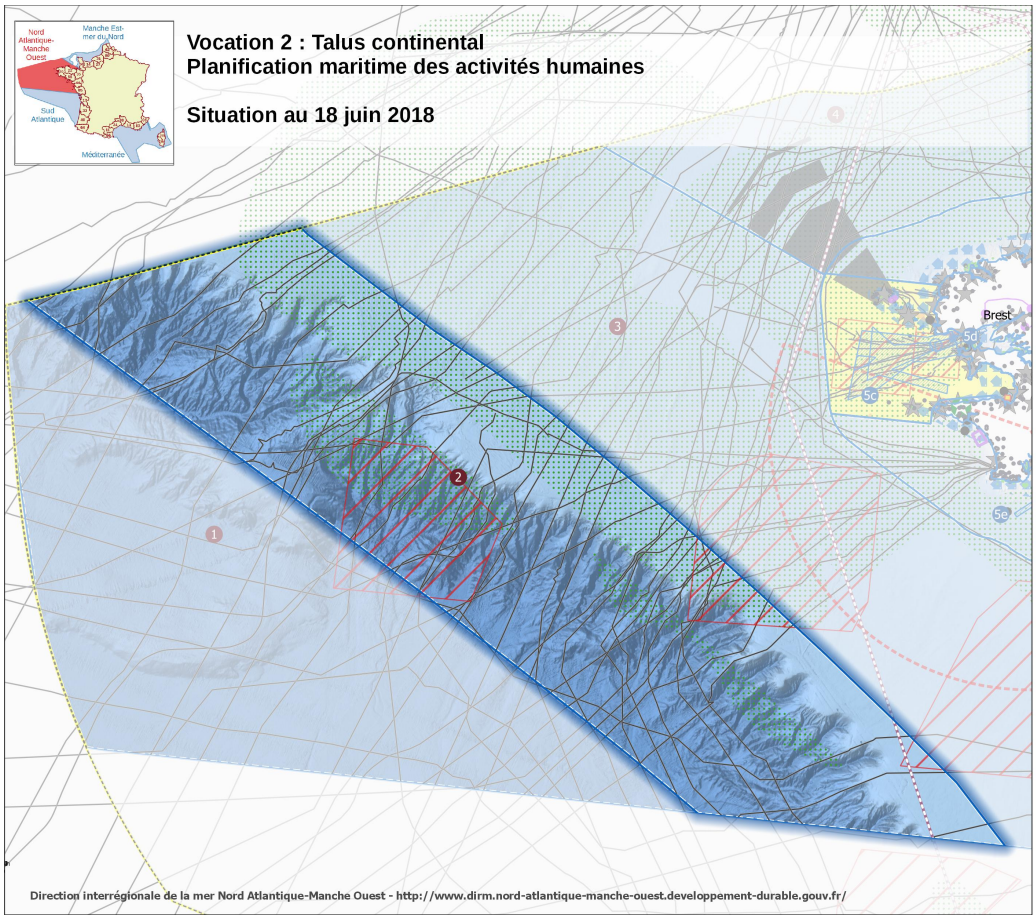 Vocation 2 : Talus continental
Planification maritime des activités humaines
Situation au 18 juin 2018
Nord
Atlantique-
Manche
Ouest
Manche Est-
mer du Nord
Sud
Atlantique
Méditerranée
4
3
Brest
5d
5c
2
5e
1
Direction interrégionale de la mer Nord Atlantique-Manche Ouest - http://www.dirm.nord-atlantique-manche-ouest.developpement-durable.gouv.fr/